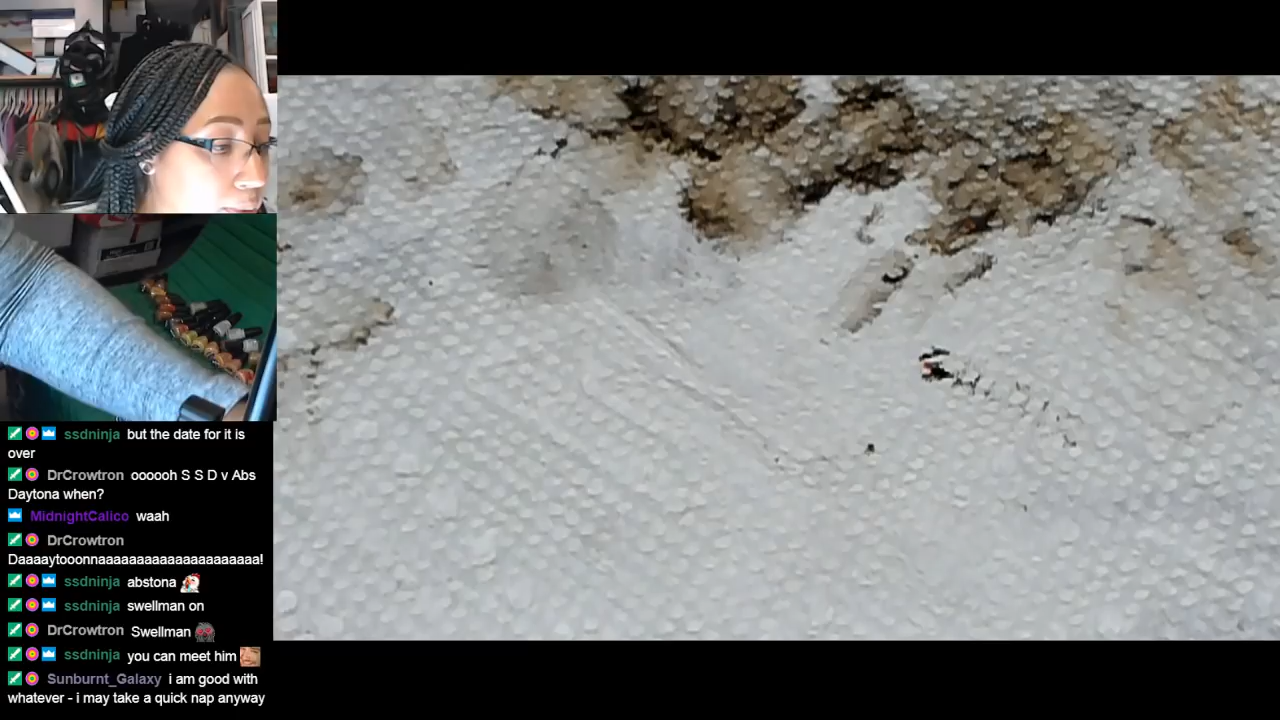 ssdninja but the date for it is
over
DrCrowtron oooooh S S D v Abs
Daytona when?
MidnightCalico waah
DrCrowtron
Daaaaytooonnaaaaaaaaaaaaaaaaaaaaa!
ssdninja abstona
ssdninja swellman on
DrCrowtron Swellman
ssdninja you can meet him
Sunburnt_Galaxy i am good with
whatever - i may take a quick nap anyway